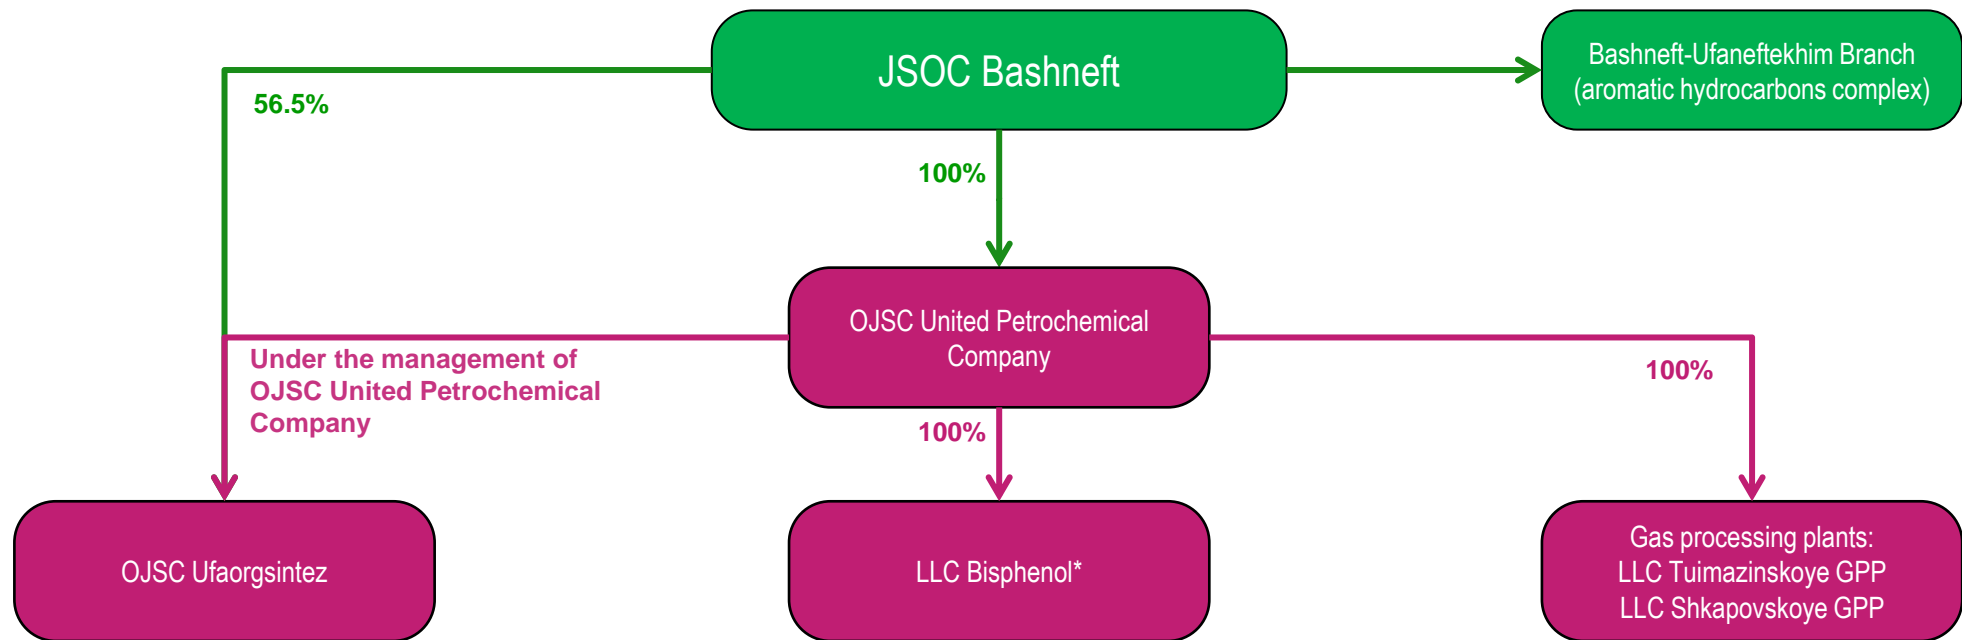 JSOC Bashneft
Bashneft-Ufaneftekhim Branch
(aromatic hydrocarbons complex)
56.5%
100%
OJSC United Petrochemical
Company
Under the management of
OJSC United Petrochemical
Company
100%
100%
OJSC Ufaorgsintez
LLC Bisphenol*
Gas processing plants:
LLC Tuimazinskoye GPP
LLC Shkapovskoye GPP